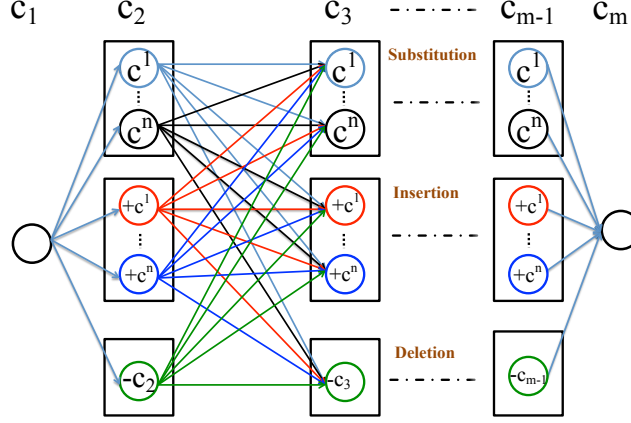 c₁ c₂ c₃ cₘ₋₁ cₘ
Substitution
c¹ c¹ c¹
cⁿ cⁿ cⁿ
Insertion
+c¹ +c¹ +c¹
+cⁿ +cⁿ +cⁿ
Deletion
-c₂ -c₃ -cₘ₋₁